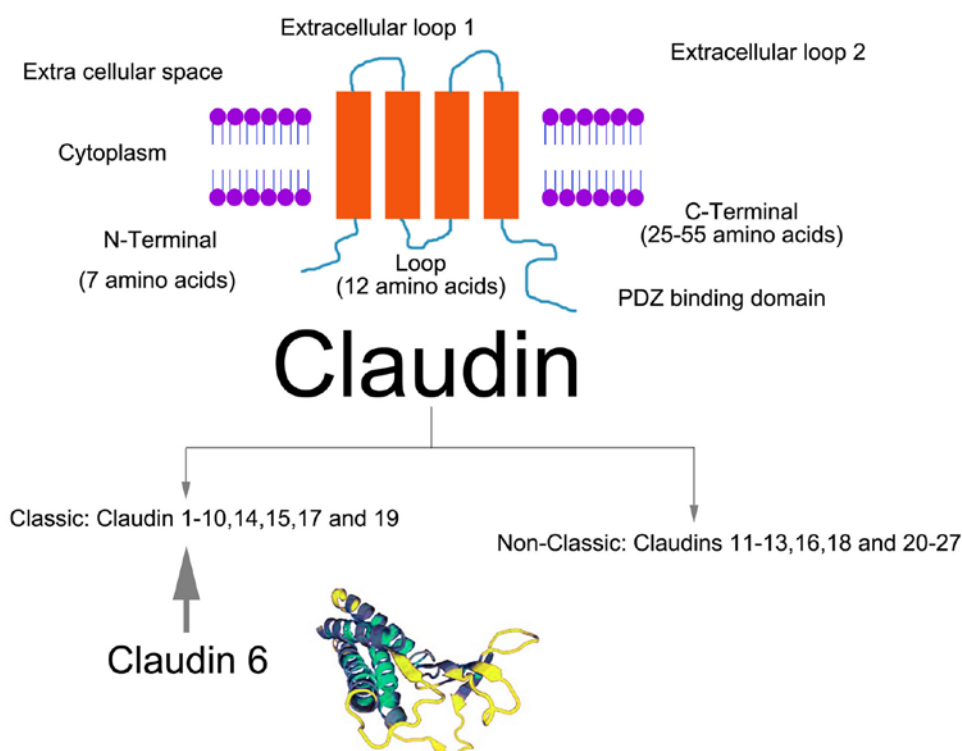 Extracellular loop 1
Extracellular loop 2
Extra cellular space
Cytoplasm
N-Terminal
(7 amino acids)
Loop
(12 amino acids)
C-Terminal
(25-55 amino acids)
PDZ binding domain
Claudin
Classic: Claudin 1-10,14,15,17 and 19
Non-Classic: Claudins 11-13,16,18 and 20-27
Claudin 6